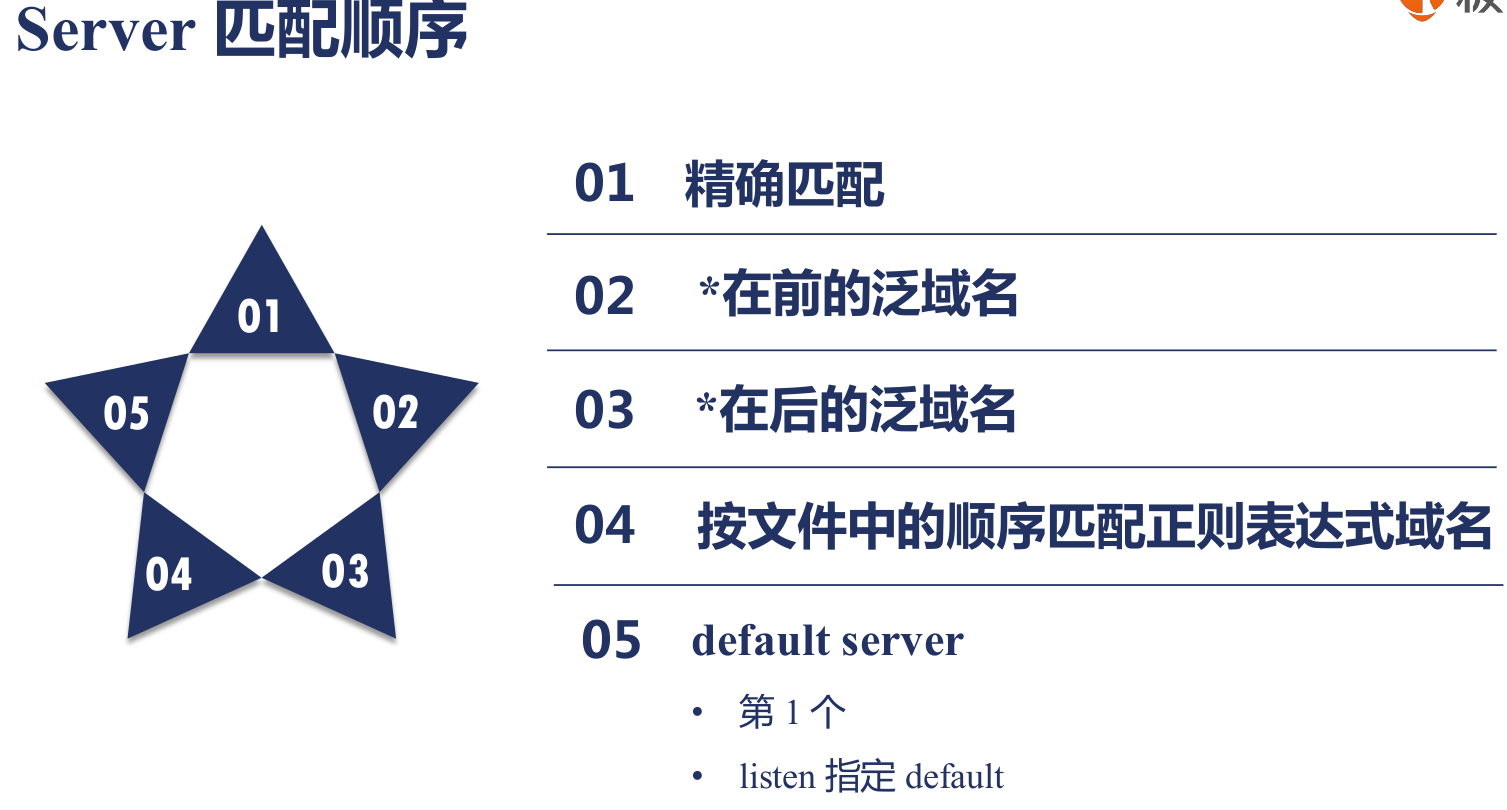 Server 匹配顺序
01 精确匹配
02 *在前的泛域名
03 *在后的泛域名
04 按文件中的顺序匹配正则表达式域名
05 default server
• 第 1 个
• listen 指定 default
01
05
02
04
03